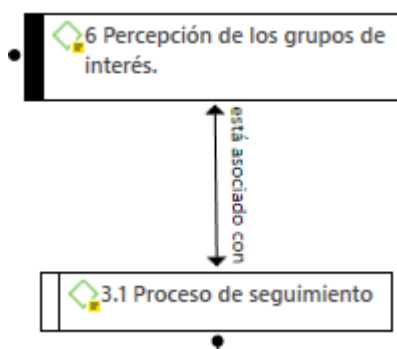 6 Percepción de los grupos de
interés.
está asociado con
3.1 Proceso de seguimiento